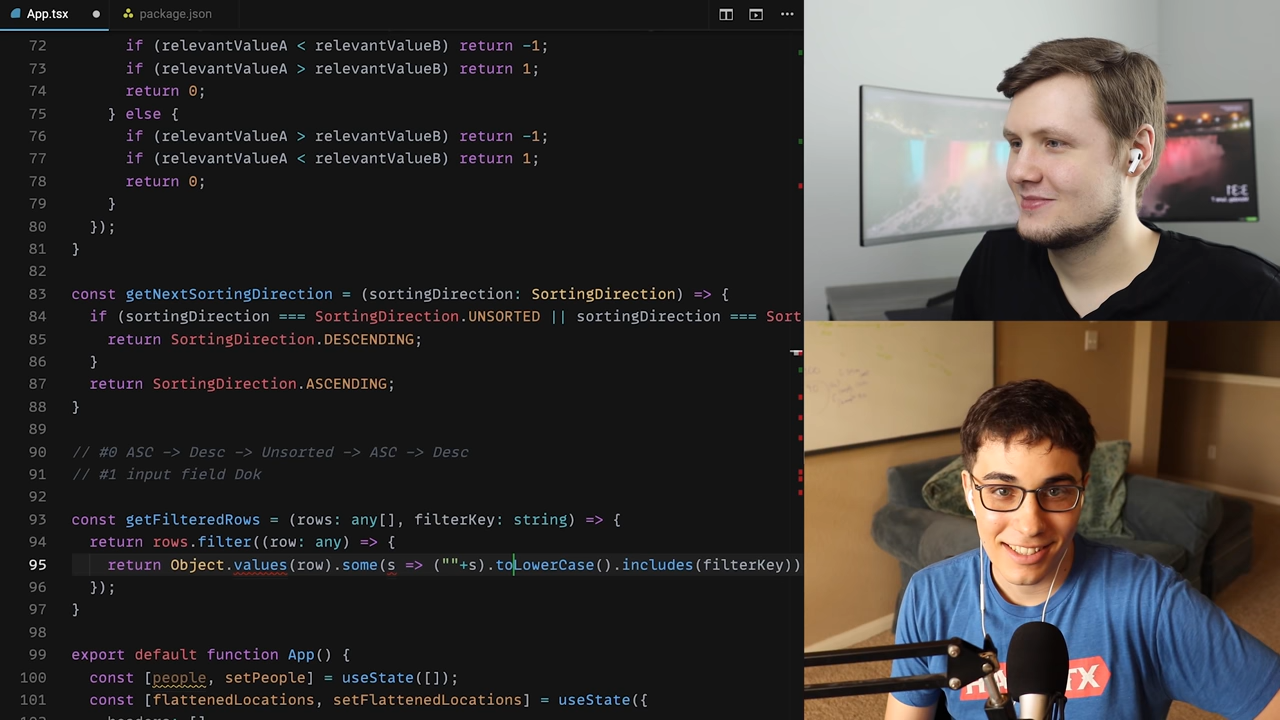 App.tsx
package.json
72 if (relevantValueA < relevantValueB) return -1;
73 if (relevantValueA > relevantValueB) return 1;
74 return 0;
75 } else {
76 if (relevantValueA > relevantValueB) return -1;
77 if (relevantValueA < relevantValueB) return 1;
78 return 0;
79 }
80 });
81 }
82
83 const getNextSortingDirection = (sortingDirection: SortingDirection) => {
84 if (sortingDirection === SortingDirection.UNSORTED || sortingDirection === Sort
85 return SortingDirection.DESCENDING;
86 }
87 return SortingDirection.ASCENDING;
88 }
89
90 // #0 ASC -> Desc -> Unsorted -> ASC -> Desc
91 // #1 input field Dok
92
93 const getFilteredRows = (rows: any[], filterKey: string) => {
94 return rows.filter((row: any) => {
95 return Object.values(row).some(s => (""+s).toLowerCase().includes(filterKey))
96 });
97 }
98
99 export default function App() {
100 const [people, setPeople] = useState([]);
101 const [flattenedLocations, setFlattenedLocations] = useState({